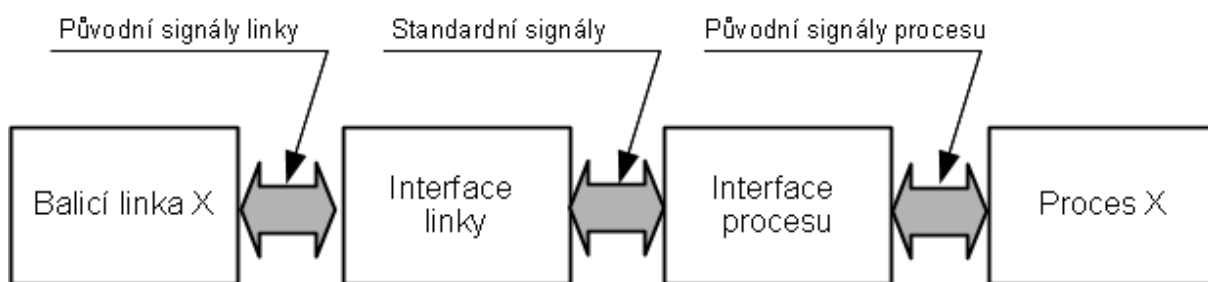 Původní signály linky
Standardní signály
Původní signály procesu
Balicí linka X
Interface
linky
Interface
procesu
Proces X